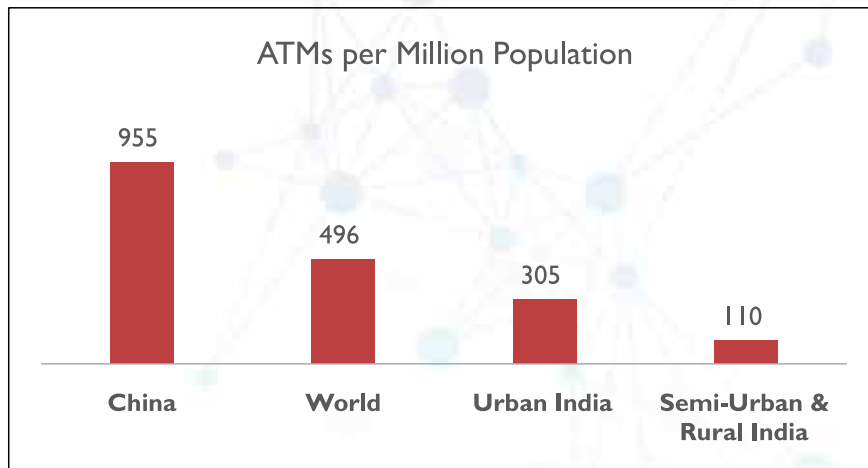 ATMs per Million Population
955
496
305
110
China
World
Urban India
Semi-Urban &
Rural India